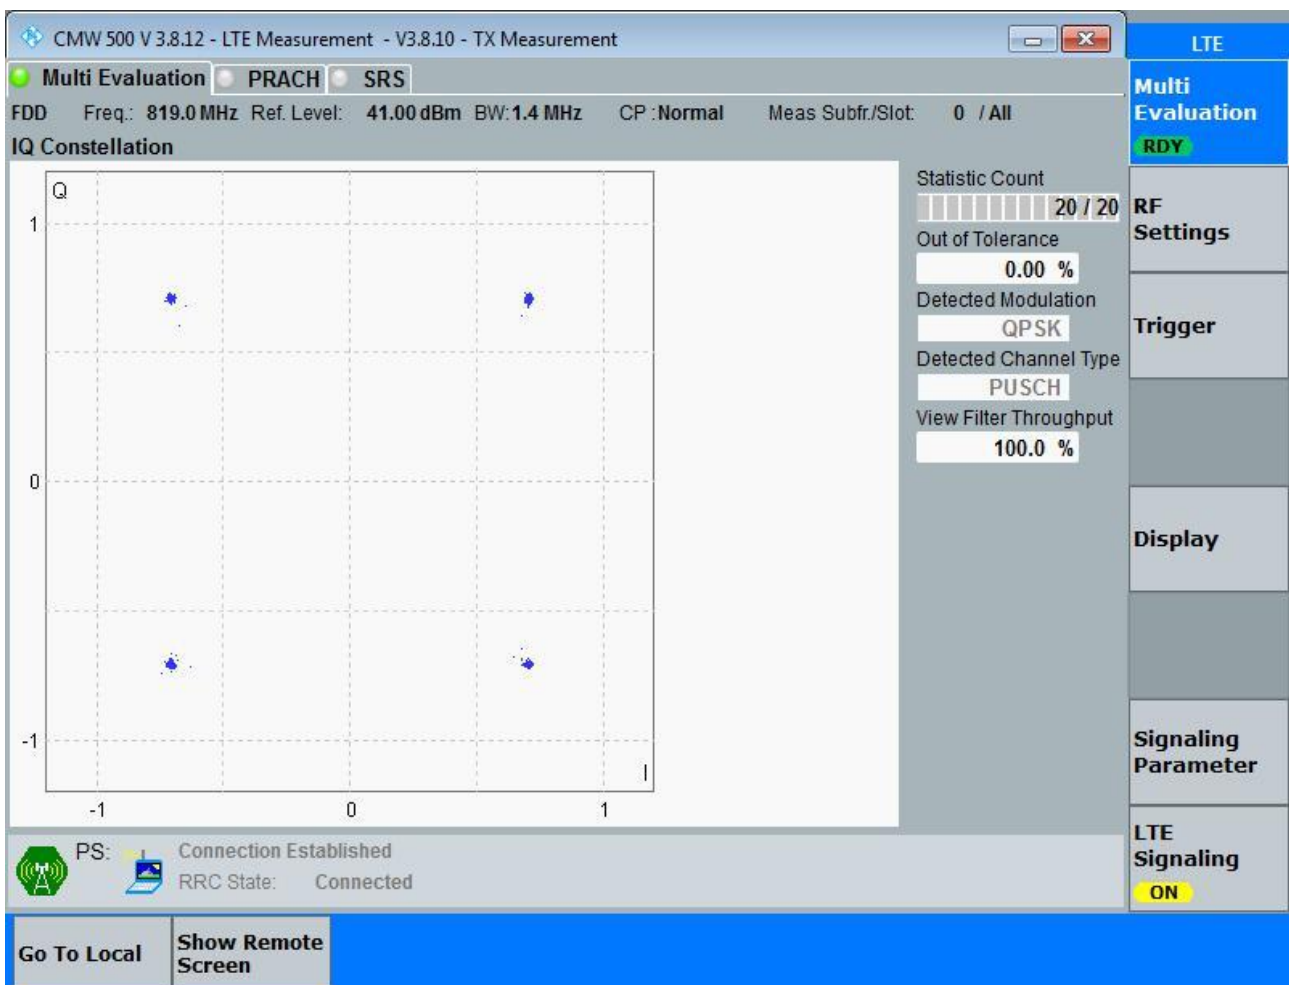 CMW 500 V 3.8.12 - LTE Measurement - V3.8.10 - TX Measurement
LTE
Multi Evaluation PRACH SRS
FDD Freq.: 819.0 MHz Ref. Level: 41.00 dBm BW: 1.4 MHz CP : Normal Meas Subfr./Slot: 0 / All
IQ Constellation
Q
1
0
-1
I
-1 0 1
Statistic Count
20 / 20
Out of Tolerance
0.00 %
Detected Modulation
QPSK
Detected Channel Type
PUSCH
View Filter Throughput
100.0 %
Multi
Evaluation
RDY
RF
Settings
Trigger
Display
Signaling
Parameter
LTE
Signaling
ON
PS: Connection Established
RRC State: Connected
Go To Local
Show Remote
Screen